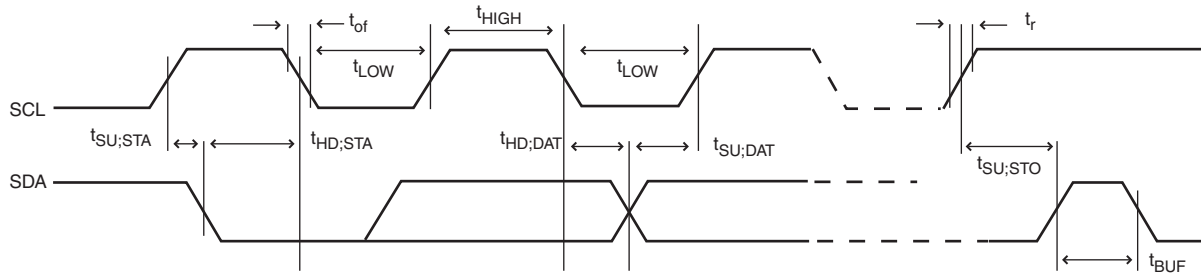 t_of
t_HIGH
t_r
t_LOW
t_LOW
SCL
t_SU;STA
t_HD;STA
t_HD;DAT
t_SU;DAT
t_SU;STO
SDA
t_BUF